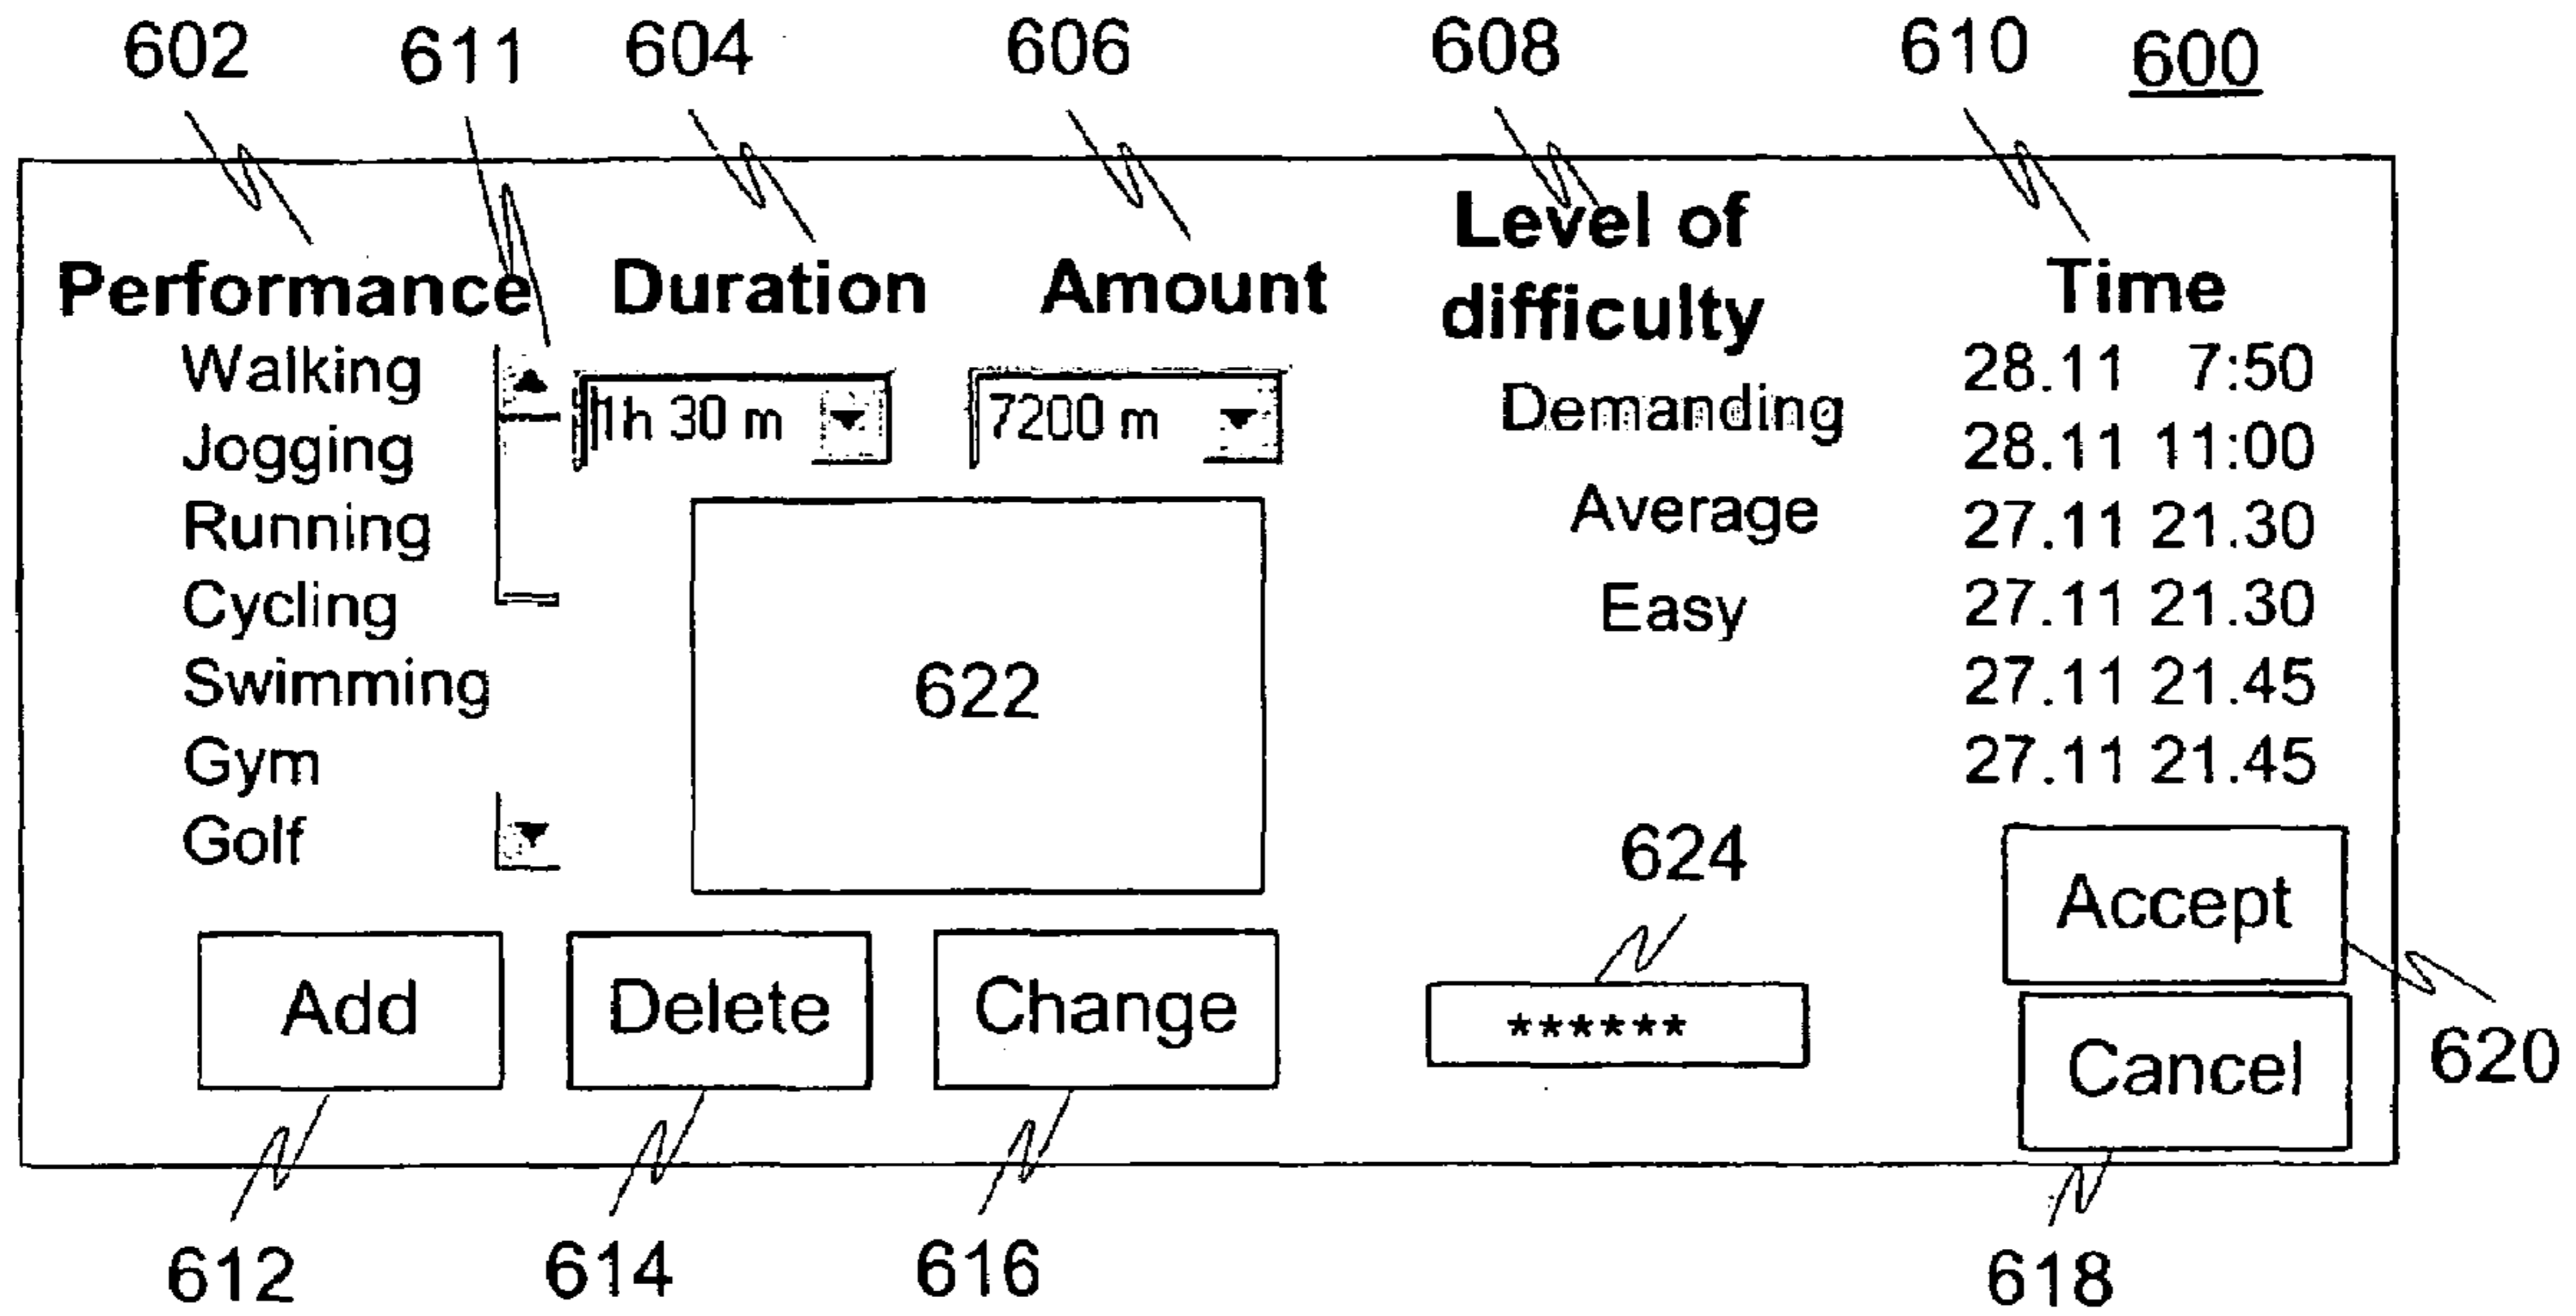 602 611 604 606 608 610 600
Performance Duration Amount Level of difficulty Time
Walking
Jogging
Running
Cycling
Swimming
Gym
Golf
1h 30 m
7200 m
622
Demanding
Average
Easy
28.11 7:50
28.11 11:00
27.11 21.30
27.11 21.30
27.11 21.45
27.11 21.45
624
Accept
Add
Delete
Change
******
Cancel
620
612 614 616 618